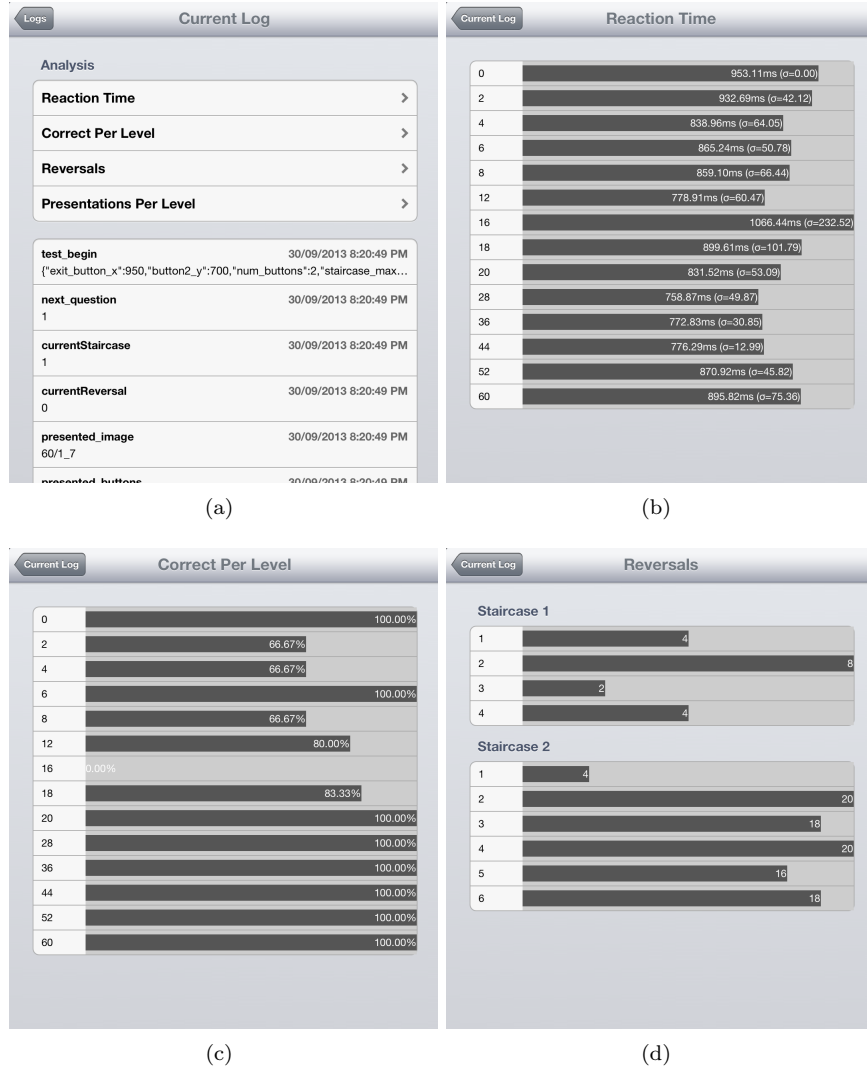 Logs
Current Log
Analysis
Reaction Time
Correct Per Level
Reversals
Presentations Per Level
test_begin 30/09/2013 8:20:49 PM
{"exit_button_x":950,"button2_y":700,"num_buttons":2,"staircase_max...
next_question 30/09/2013 8:20:49 PM
1
currentStaircase 30/09/2013 8:20:49 PM
1
currentReversal 30/09/2013 8:20:49 PM
0
presented_image 30/09/2013 8:20:49 PM
60/1_7
presented_buttons 30/09/2013 8:20:49 PM
(a)
Current Log
Reaction Time
0 953.11ms (σ=0.00)
2 932.69ms (σ=42.12)
4 838.96ms (σ=64.05)
6 865.24ms (σ=50.78)
8 859.10ms (σ=66.44)
12 778.91ms (σ=60.47)
16 1066.44ms (σ=232.52)
18 899.61ms (σ=101.79)
20 831.52ms (σ=53.09)
28 758.87ms (σ=49.87)
36 772.83ms (σ=30.85)
44 776.29ms (σ=12.99)
52 870.92ms (σ=45.82)
60 895.82ms (σ=75.36)
(b)
Current Log
Correct Per Level
0 100.00%
2 66.67%
4 66.67%
6 100.00%
8 66.67%
12 80.00%
16 0.00%
18 83.33%
20 100.00%
28 100.00%
36 100.00%
44 100.00%
52 100.00%
60 100.00%
(c)
Current Log
Reversals
Staircase 1
1 4
2 8
3 2
4 4
Staircase 2
1 4
2 20
3 18
4 20
5 16
6 18
(d)